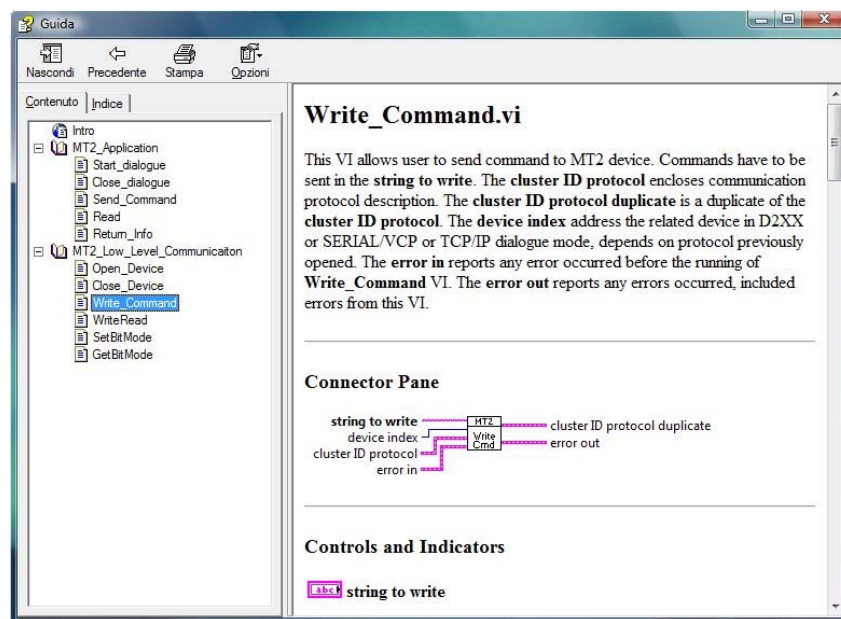 Guida
Nascondi Precedente Stampa Opzioni
Contenuto Indice
Intro
MT2_Application
Start_dialogue
Close_dialogue
Send_Command
Read
Return_Info
MT2_Low_Level_Communicaiton
Open_Device
Close_Device
Write_Command
WriteRead
SetBitMode
GetBitMode
Write_Command.vi
This VI allows user to send command to MT2 device. Commands have to be
sent in the string to write. The cluster ID protocol encloses communication
protocol description. The cluster ID protocol duplicate is a duplicate of the
cluster ID protocol. The device index address the related device in D2XX
or SERIAL/VCP or TCP/IP dialogue mode, depends on protocol previously
opened. The error in reports any error occurred before the running of
Write_Command VI. The error out reports any errors occurred, included
errors from this VI.
Connector Pane
string to write
device index
cluster ID protocol
error in
MT2
Write
Cmd
cluster ID protocol duplicate
error out
Controls and Indicators
abc string to write